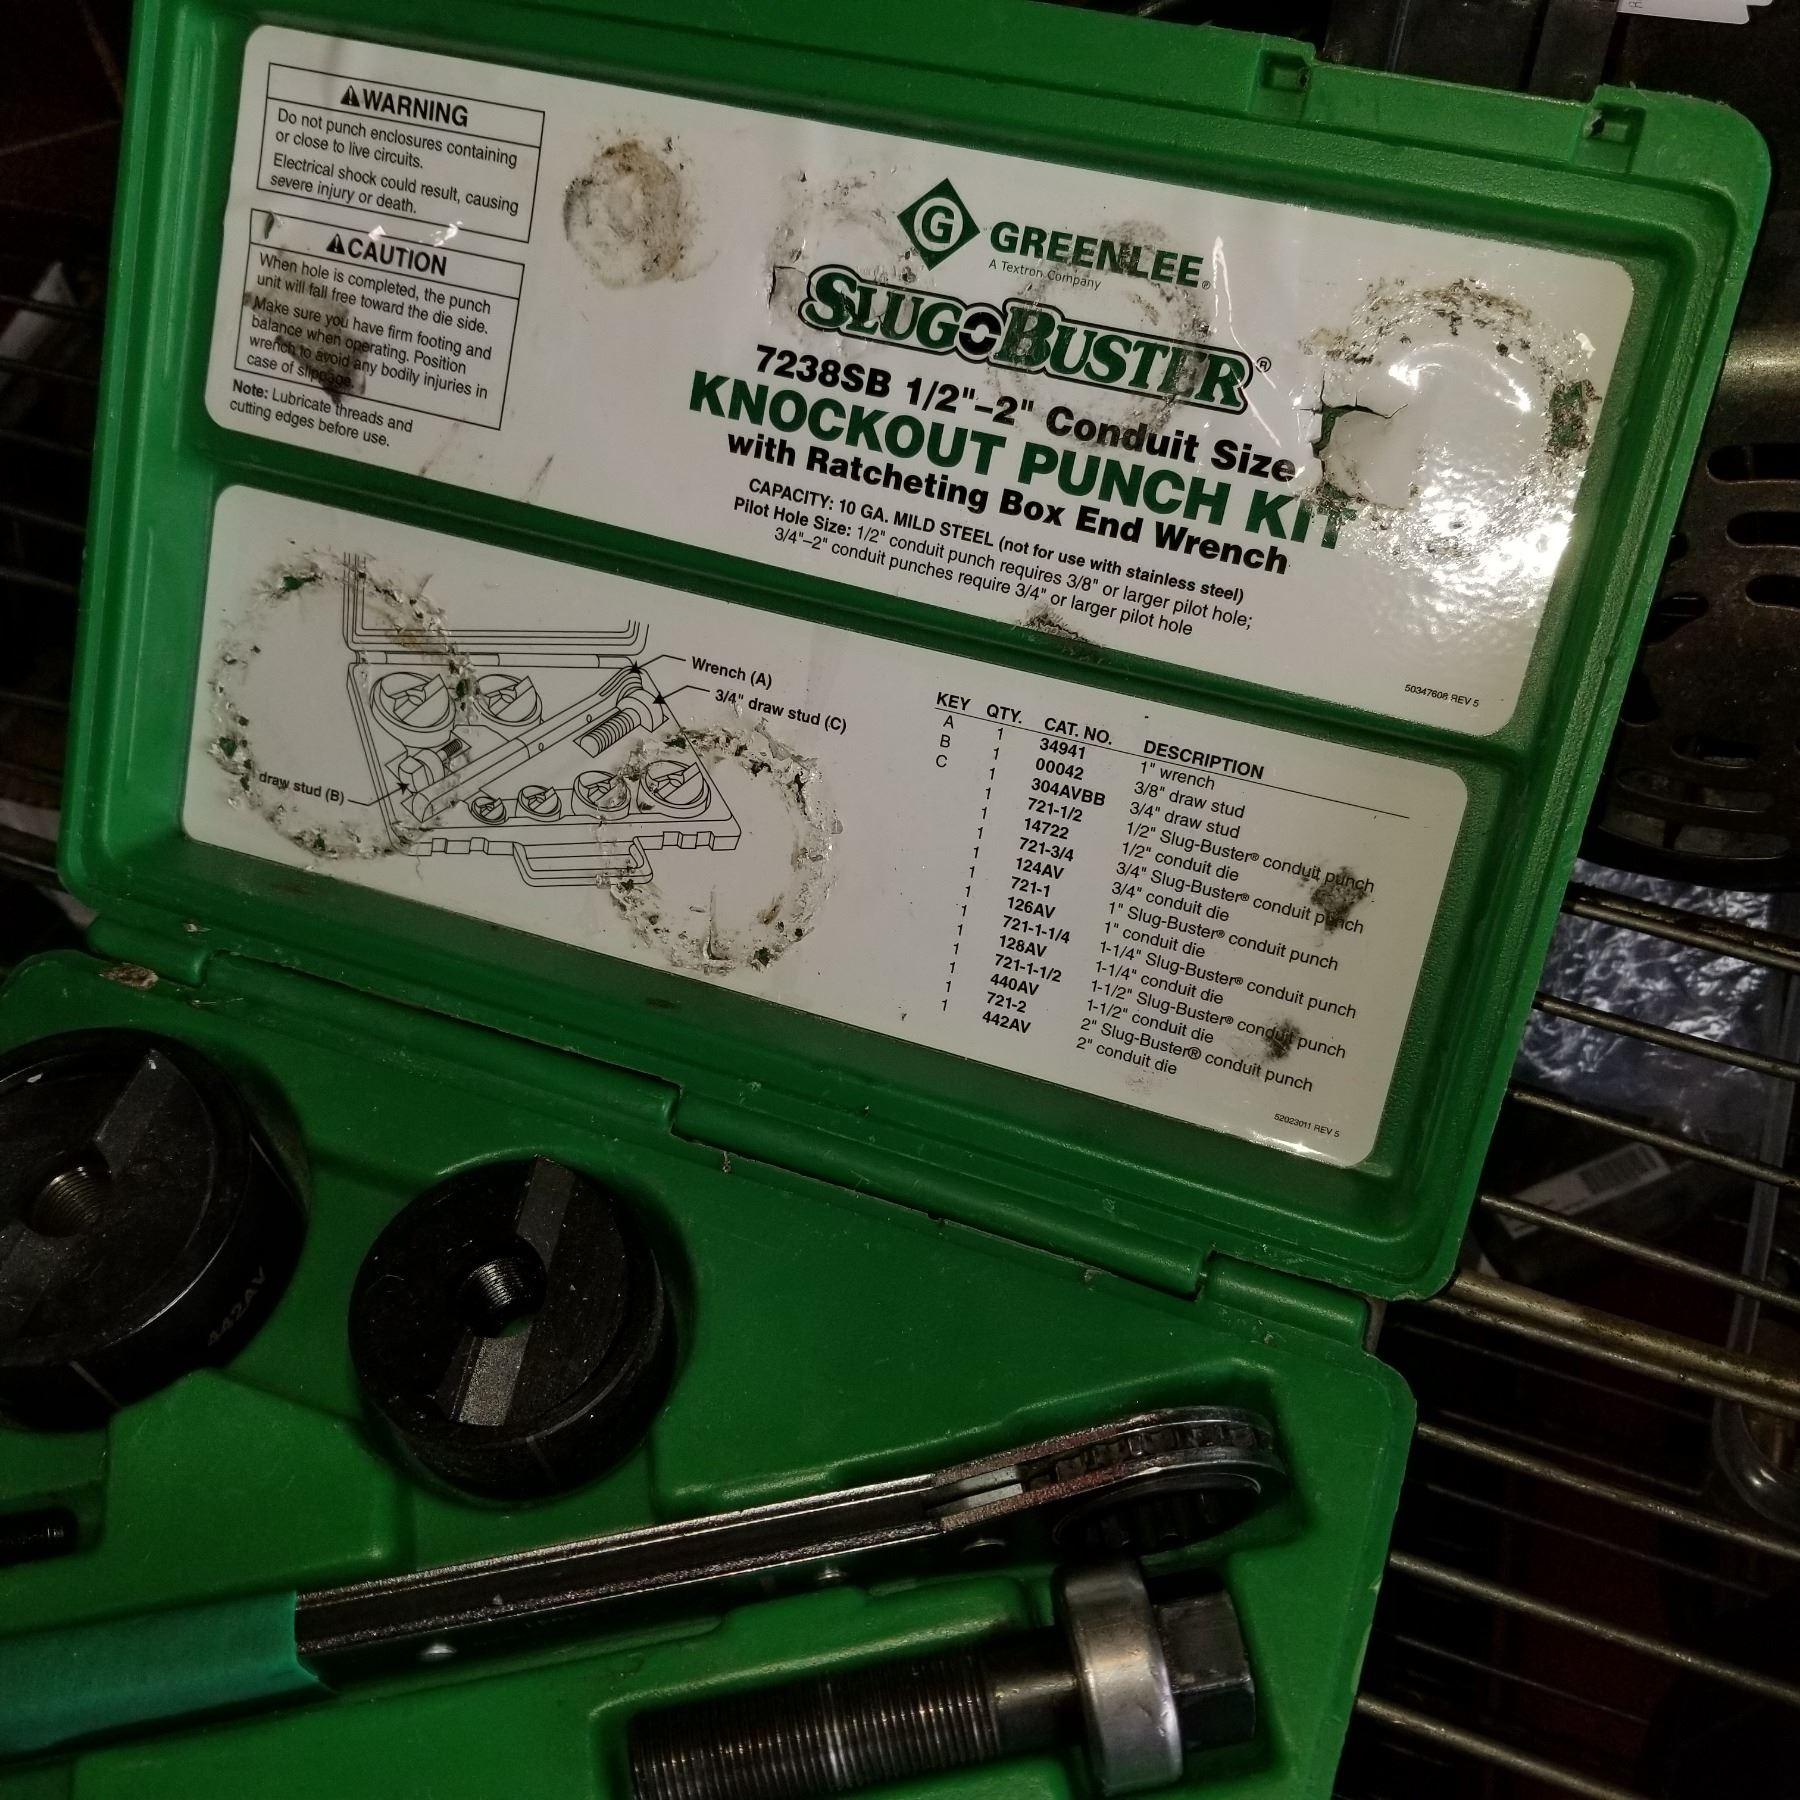 WARNING
Do not punch enclosures containing
or close to live circuits.
Electrical shock could result, causing
severe injury or death.
CAUTION
When hole is completed, the punch
unit will fall free toward the die side.
Make sure you have firm footing and
balance when operating. Position
wrench to avoid any bodily injuries in
case of slippage.
Note: Lubricate threads and
cutting edges before use.
G GREENLEE®
A Textron Company
SLUG BUSTER®
7238SB 1/2"–2" Conduit Size
KNOCKOUT PUNCH KIT
with Ratcheting Box End Wrench
CAPACITY: 10 GA. MILD STEEL (not for use with stainless steel)
Pilot Hole Size: 1/2" conduit punch requires 3/8" or larger pilot hole;
3/4"–2" conduit punches require 3/4" or larger pilot hole
50347608 REV 5
Wrench (A)
3/4" draw stud (C)
draw stud (B)
KEY QTY. CAT. NO. DESCRIPTION
A 1 34941 1" wrench
B 1 00042 3/8" draw stud
C 1 304AVBB 3/4" draw stud
1 721-1/2 1/2" Slug-Buster® conduit punch
1 14722 1/2" conduit die
1 721-3/4 3/4" Slug-Buster® conduit punch
1 124AV 3/4" conduit die
1 721-1 1" Slug-Buster® conduit punch
1 126AV 1" conduit die
1 721-1-1/4 1-1/4" Slug-Buster® conduit punch
1 128AV 1-1/4" conduit die
1 721-1-1/2 1-1/2" Slug-Buster® conduit punch
1 440AV 1-1/2" conduit die
1 721-2 2" Slug-Buster® conduit punch
1 442AV 2" conduit die
52023011 REV 5
442AV